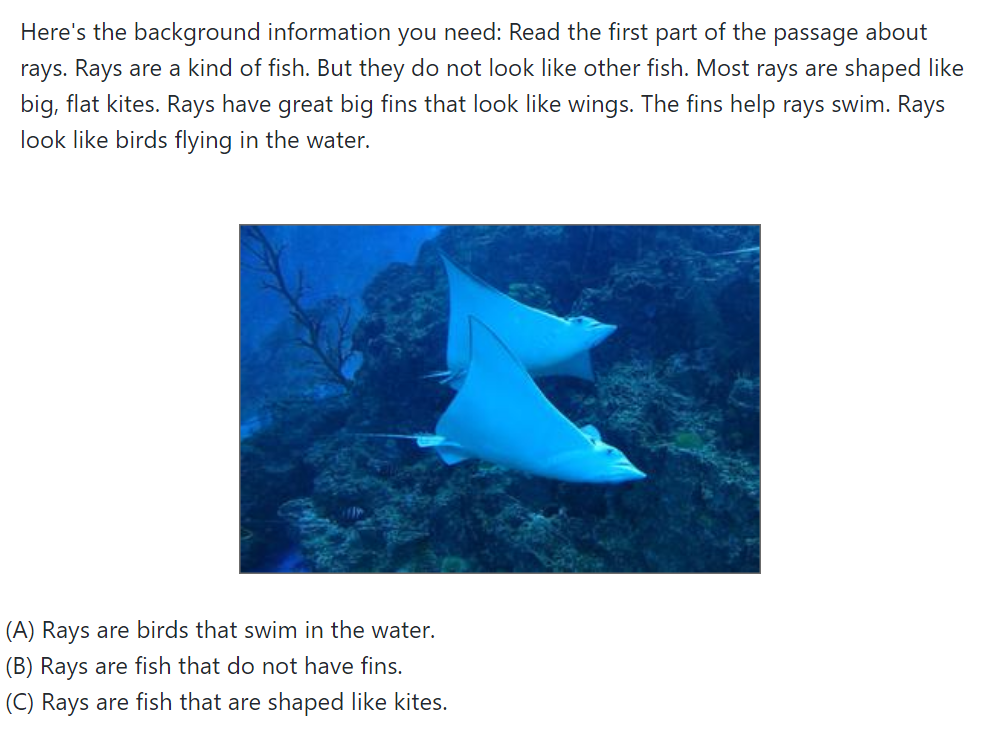 Here's the background information you need: Read the first part of the passage about
rays. Rays are a kind of fish. But they do not look like other fish. Most rays are shaped like
big, flat kites. Rays have great big fins that look like wings. The fins help rays swim. Rays
look like birds flying in the water.
(A) Rays are birds that swim in the water.
(B) Rays are fish that do not have fins.
(C) Rays are fish that are shaped like kites.